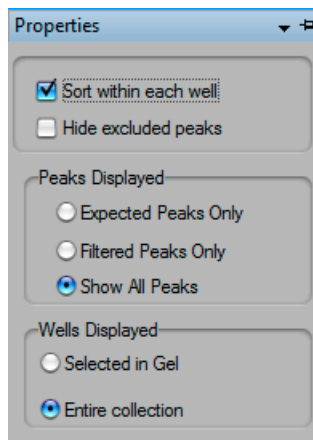 Properties
Sort within each well
Hide excluded peaks
Peaks Displayed
Expected Peaks Only
Filtered Peaks Only
Show All Peaks
Wells Displayed
Selected in Gel
Entire collection